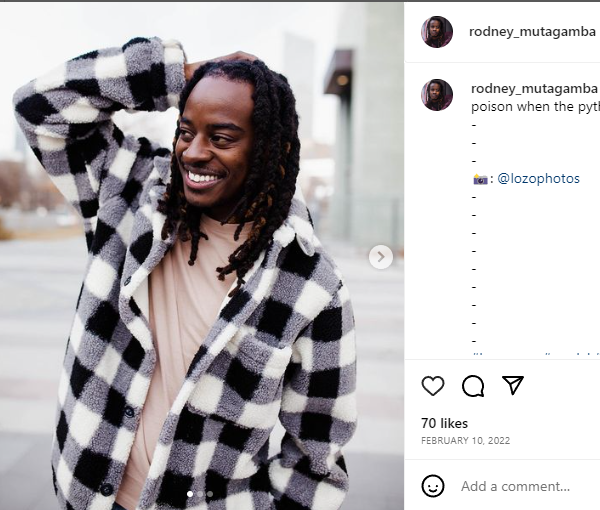 rodney_mutagamba
rodney_mutagamba
poison when the pyth
-
-
-
📸: @lozophotos
-
-
-
-
-
-
-
-
-
70 likes
FEBRUARY 10, 2022
Add a comment...